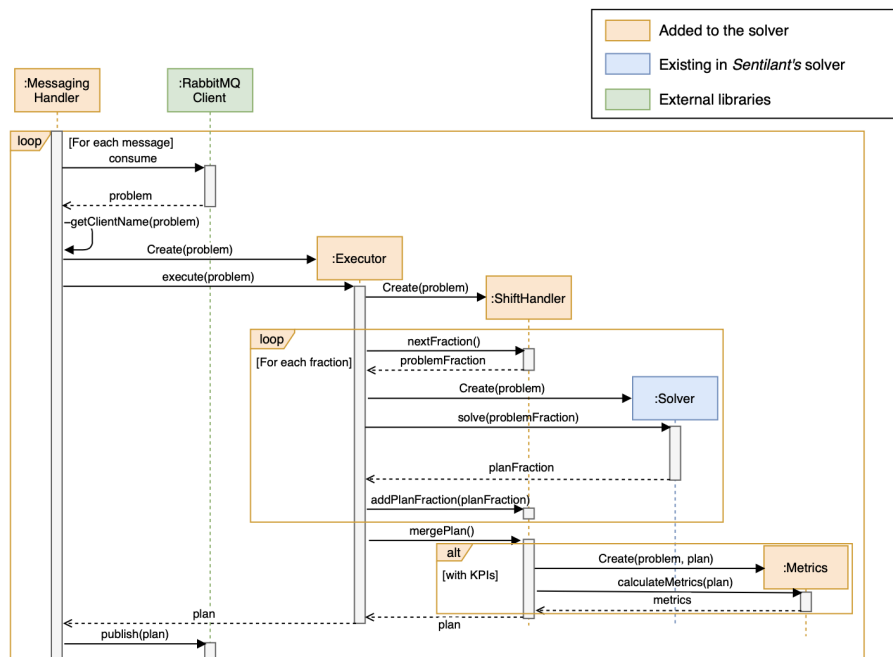 Added to the solver
Existing in Sentilant's solver
External libraries
:Messaging
Handler
:RabbitMQ
Client
loop
[For each message]
consume
problem
getClientName(problem)
Create(problem)
:Executor
execute(problem)
Create(problem)
:ShiftHandler
loop
[For each fraction]
nextFraction()
problemFraction
Create(problem)
:Solver
solve(problemFraction)
planFraction
addPlanFraction(planFraction)
mergePlan()
alt
[with KPIs]
Create(problem, plan)
:Metrics
calculateMetrics(plan)
metrics
plan
plan
publish(plan)